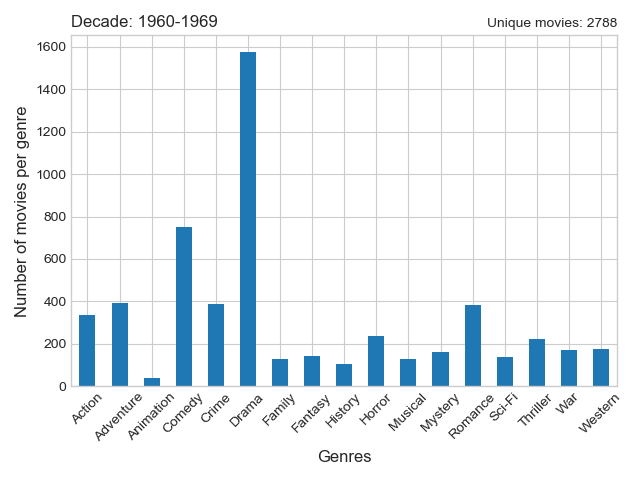 Decade: 1960-1969
Unique movies: 2788
Number of movies per genre
1600
1400
1200
1000
800
600
400
200
0
Action
Adventure
Animation
Comedy
Crime
Drama
Family
Fantasy
History
Horror
Musical
Mystery
Romance
Sci-Fi
Thriller
War
Western
Genres